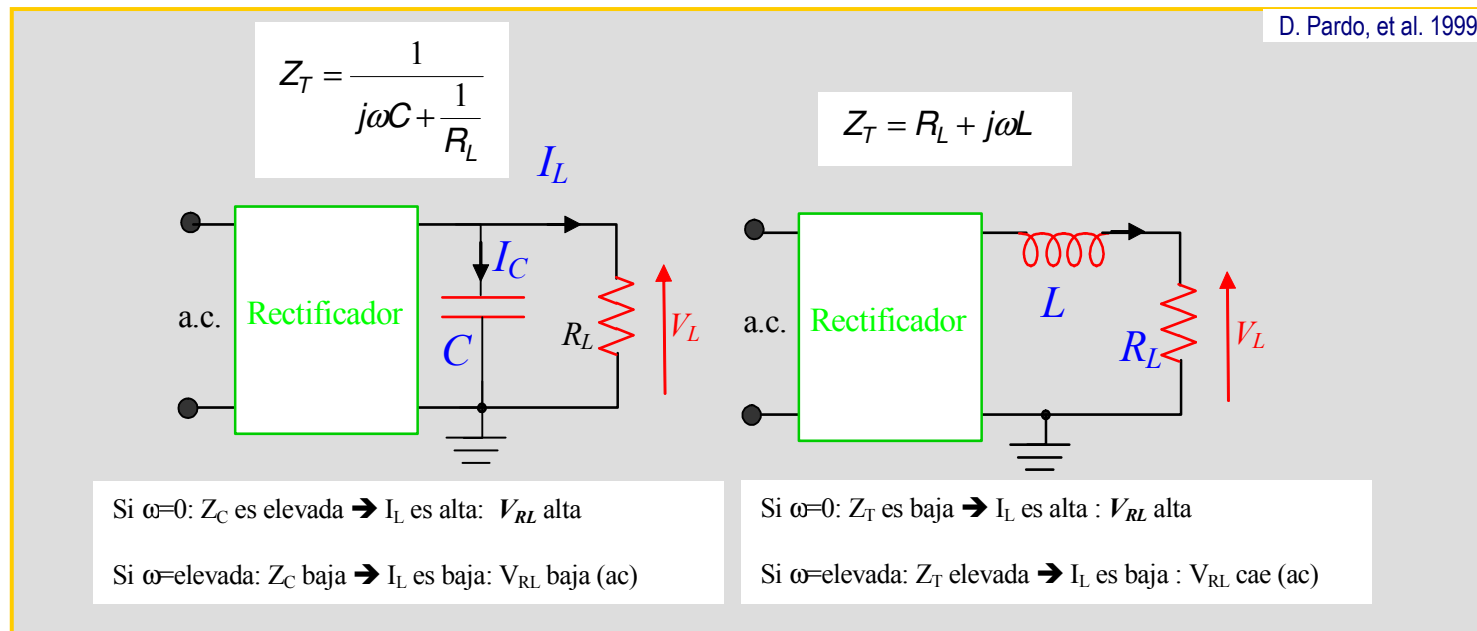 D. Pardo, et al. 1999
Z_T = 1 / (jωC + 1/R_L)
Z_T = R_L + jωL
I_L
I_C
a.c.
Rectificador
C
R_L
V_L
a.c.
Rectificador
L
R_L
V_L
Si ω=0: Z_C es elevada ➔ I_L es alta: V_RL alta
Si ω=elevada: Z_C baja ➔ I_L es baja: V_RL baja (ac)
Si ω=0: Z_T es baja ➔ I_L es alta : V_RL alta
Si ω=elevada: Z_T elevada ➔ I_L es baja : V_RL cae (ac)